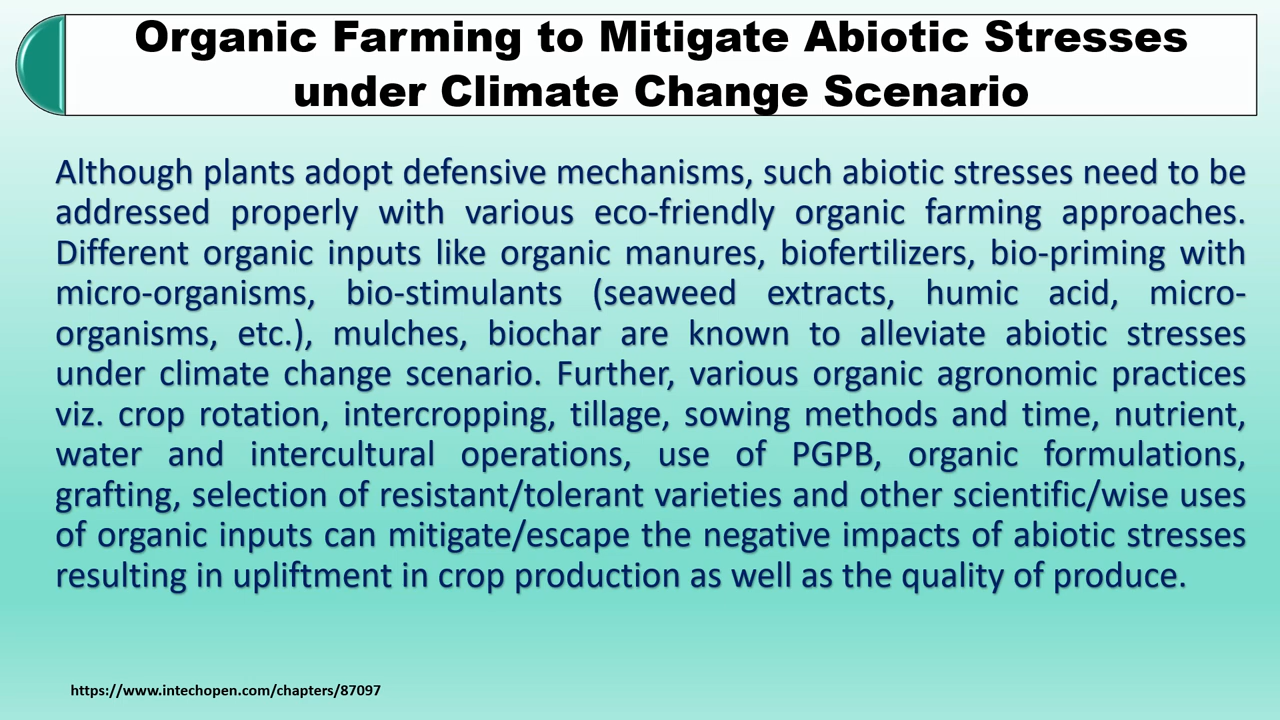 Organic Farming to Mitigate Abiotic Stresses
under Climate Change Scenario
Although plants adopt defensive mechanisms, such abiotic stresses need to be
addressed properly with various eco-friendly organic farming approaches.
Different organic inputs like organic manures, biofertilizers, bio-priming with
micro-organisms, bio-stimulants (seaweed extracts, humic acid, micro-
organisms, etc.), mulches, biochar are known to alleviate abiotic stresses
under climate change scenario. Further, various organic agronomic practices
viz. crop rotation, intercropping, tillage, sowing methods and time, nutrient,
water and intercultural operations, use of PGPB, organic formulations,
grafting, selection of resistant/tolerant varieties and other scientific/wise uses
of organic inputs can mitigate/escape the negative impacts of abiotic stresses
resulting in upliftment in crop production as well as the quality of produce.
https://www.intechopen.com/chapters/87097